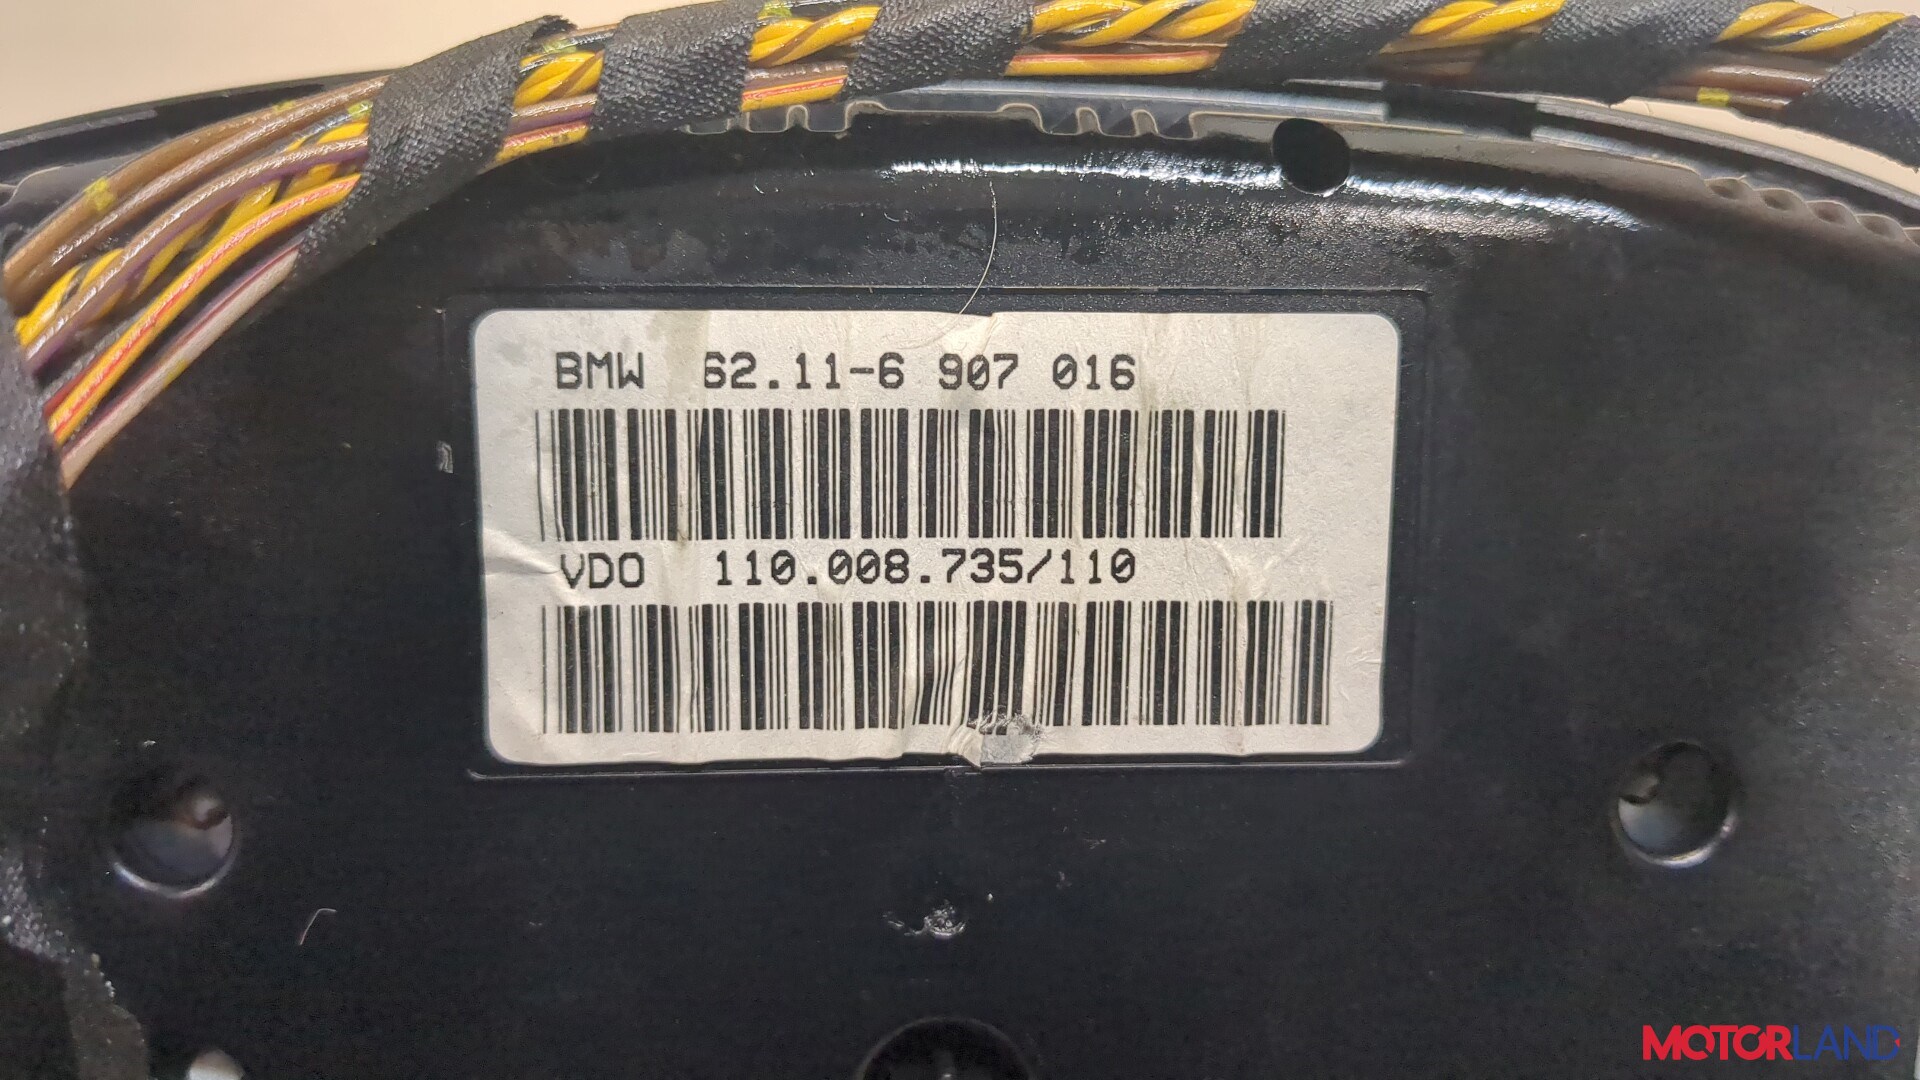 BMW 62.11-6 907 016
VDO 110.008.735/110
MOTORLAND